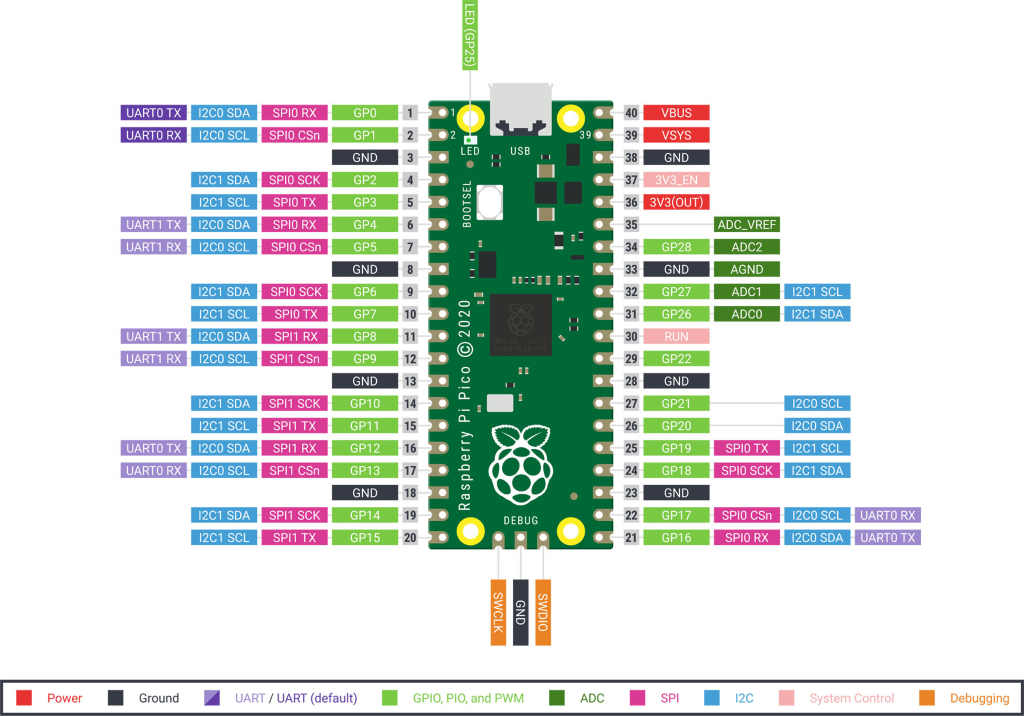 LED (GP25)
UART0 TX I2C0 SDA SPI0 RX GP0 1 1 40 VBUS
UART0 RX I2C0 SCL SPI0 CSn GP1 2 2 39 39 VSYS
LED USB
GND 3 38 GND
I2C1 SDA SPI0 SCK GP2 4 37 3V3_EN
I2C1 SCL SPI0 TX GP3 5 BOOTSEL 36 3V3(OUT)
UART1 TX I2C0 SDA SPI0 RX GP4 6 35 ADC_VREF
UART1 RX I2C0 SCL SPI0 CSn GP5 7 34 GP28 ADC2
GND 8 33 GND AGND
I2C1 SDA SPI0 SCK GP6 9 32 GP27 ADC1 I2C1 SCL
I2C1 SCL SPI0 TX GP7 10 31 GP26 ADC0 I2C1 SDA
UART1 TX I2C0 SDA SPI1 RX GP8 11 30 RUN
UART1 RX I2C0 SCL SPI1 CSn GP9 12 29 GP22
GND 13 28 GND
I2C1 SDA SPI1 SCK GP10 14 27 GP21 I2C0 SCL
I2C1 SCL SPI1 TX GP11 15 26 GP20 I2C0 SDA
UART0 TX I2C0 SDA SPI1 RX GP12 16 25 GP19 SPI0 TX I2C1 SCL
UART0 RX I2C0 SCL SPI1 CSn GP13 17 24 GP18 SPI0 SCK I2C1 SDA
GND 18 23 GND
I2C1 SDA SPI1 SCK GP14 19 22 GP17 SPI0 CSn I2C0 SCL UART0 RX
I2C1 SCL SPI1 TX GP15 20 21 GP16 SPI0 RX I2C0 SDA UART0 TX
Raspberry Pi Pico © 2020
DEBUG
SWCLK GND SWDIO
Power Ground UART / UART (default) GPIO, PIO, and PWM ADC SPI I2C System Control Debugging